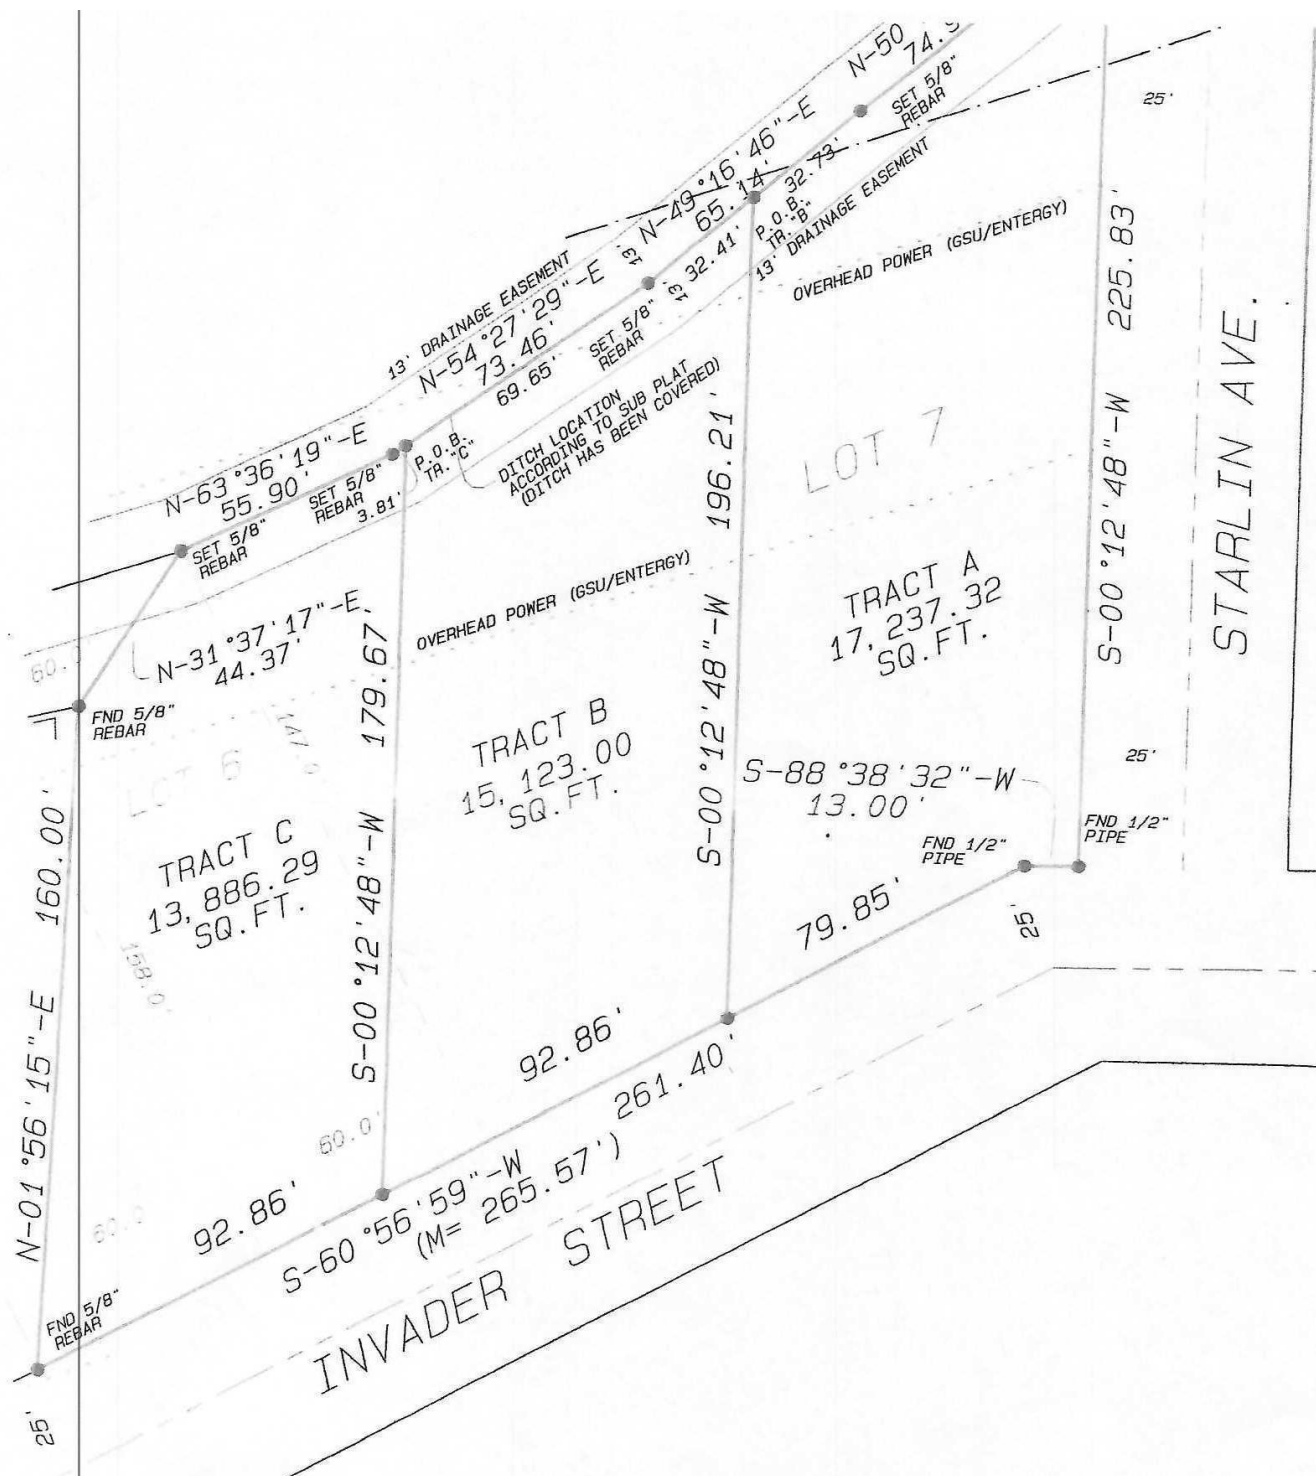 N-50
74.9
SET 5/8"
REBAR
25'
N-49°16'46"-E
65.14'
32.73'
P.O.B.
TR."B"
13'
32.41'
13'
13' DRAINAGE EASEMENT
OVERHEAD POWER (GSU/ENTERGY)
13' DRAINAGE EASEMENT
N-54°27'29"-E
73.46'
69.65'
SET 5/8"
REBAR
DITCH LOCATION
ACCORDING TO SUB PLAT
(DITCH HAS BEEN COVERED)
N-63°36'19"-E
55.90'
SET 5/8"
REBAR
3.81'
P.O.B.
TR."C"
SET 5/8"
REBAR
S-00°12'48"-W 225.83'
STARLIN AVE.
LOT 7
S-00°12'48"-W 196.21'
TRACT A
17,237.32
SQ.FT.
OVERHEAD POWER (GSU/ENTERGY)
N-31°37'17"-E
44.37'
60.0
FND 5/8"
REBAR
S-00°12'48"-W 179.67'
LOT 6
147.0
TRACT B
15,123.00
SQ.FT.
25'
S-88°38'32"-W
13.00'
FND 1/2"
PIPE
FND 1/2"
PIPE
TRACT C
13,886.29
SQ.FT.
158.0
N-01°56'15"-E 160.00'
79.85'
25'
92.86'
261.40'
60.0'
60.0
92.86'
S-60°56'59"-W
(M= 265.57')
INVADER STREET
FND 5/8"
REBAR
25'